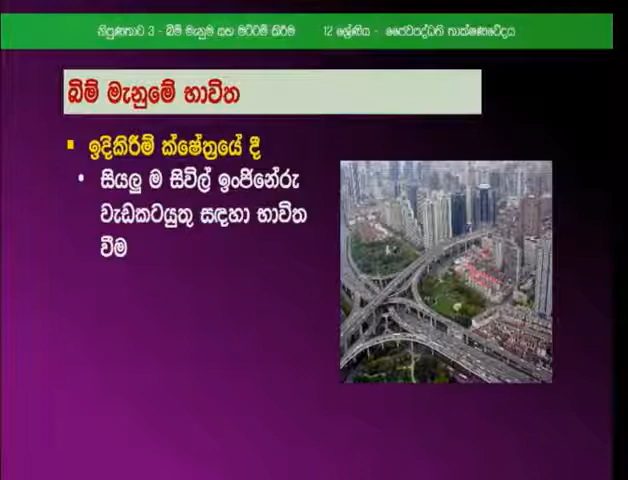 නිපුණතාව 3 - බිම් මැනුම සහ මට්ටම් කිරීම 12 ශ්‍රේණිය - ජෛවපද්ධති තාක්ෂණවේදය
බිම් මැනුමේ භාවිත
ඉදිකිරීම් ක්ෂේත්‍රයේ දී
සියලු ම සිවිල් ඉංජිනේරු
වැඩකටයුතු සඳහා භාවිත
වීම